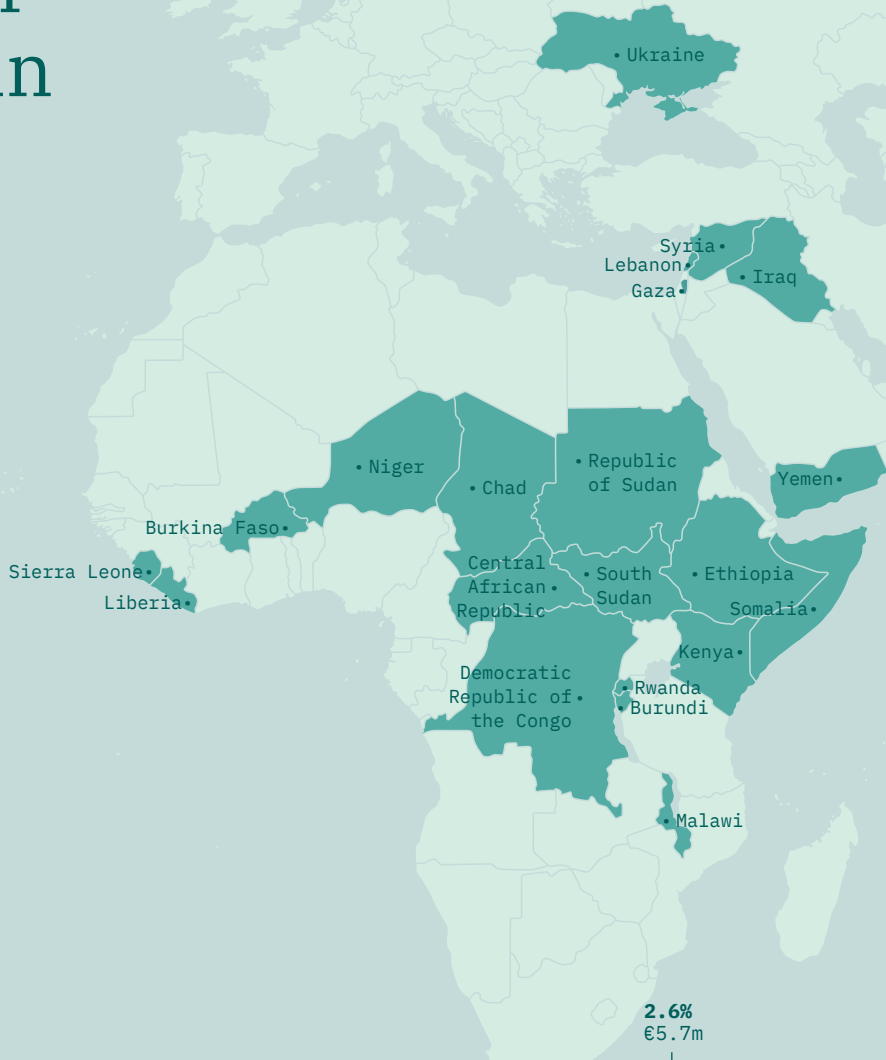 Ukraine
Syria
Lebanon
Gaza
Iraq
Niger
Chad
Republic
of Sudan
Yemen
Burkina Faso
Sierra Leone
Liberia
Central
African
Republic
South
Sudan
Ethiopia
Somalia
Kenya
Democratic
Republic of
the Congo
Rwanda
Burundi
Malawi
2.6%
€5.7m